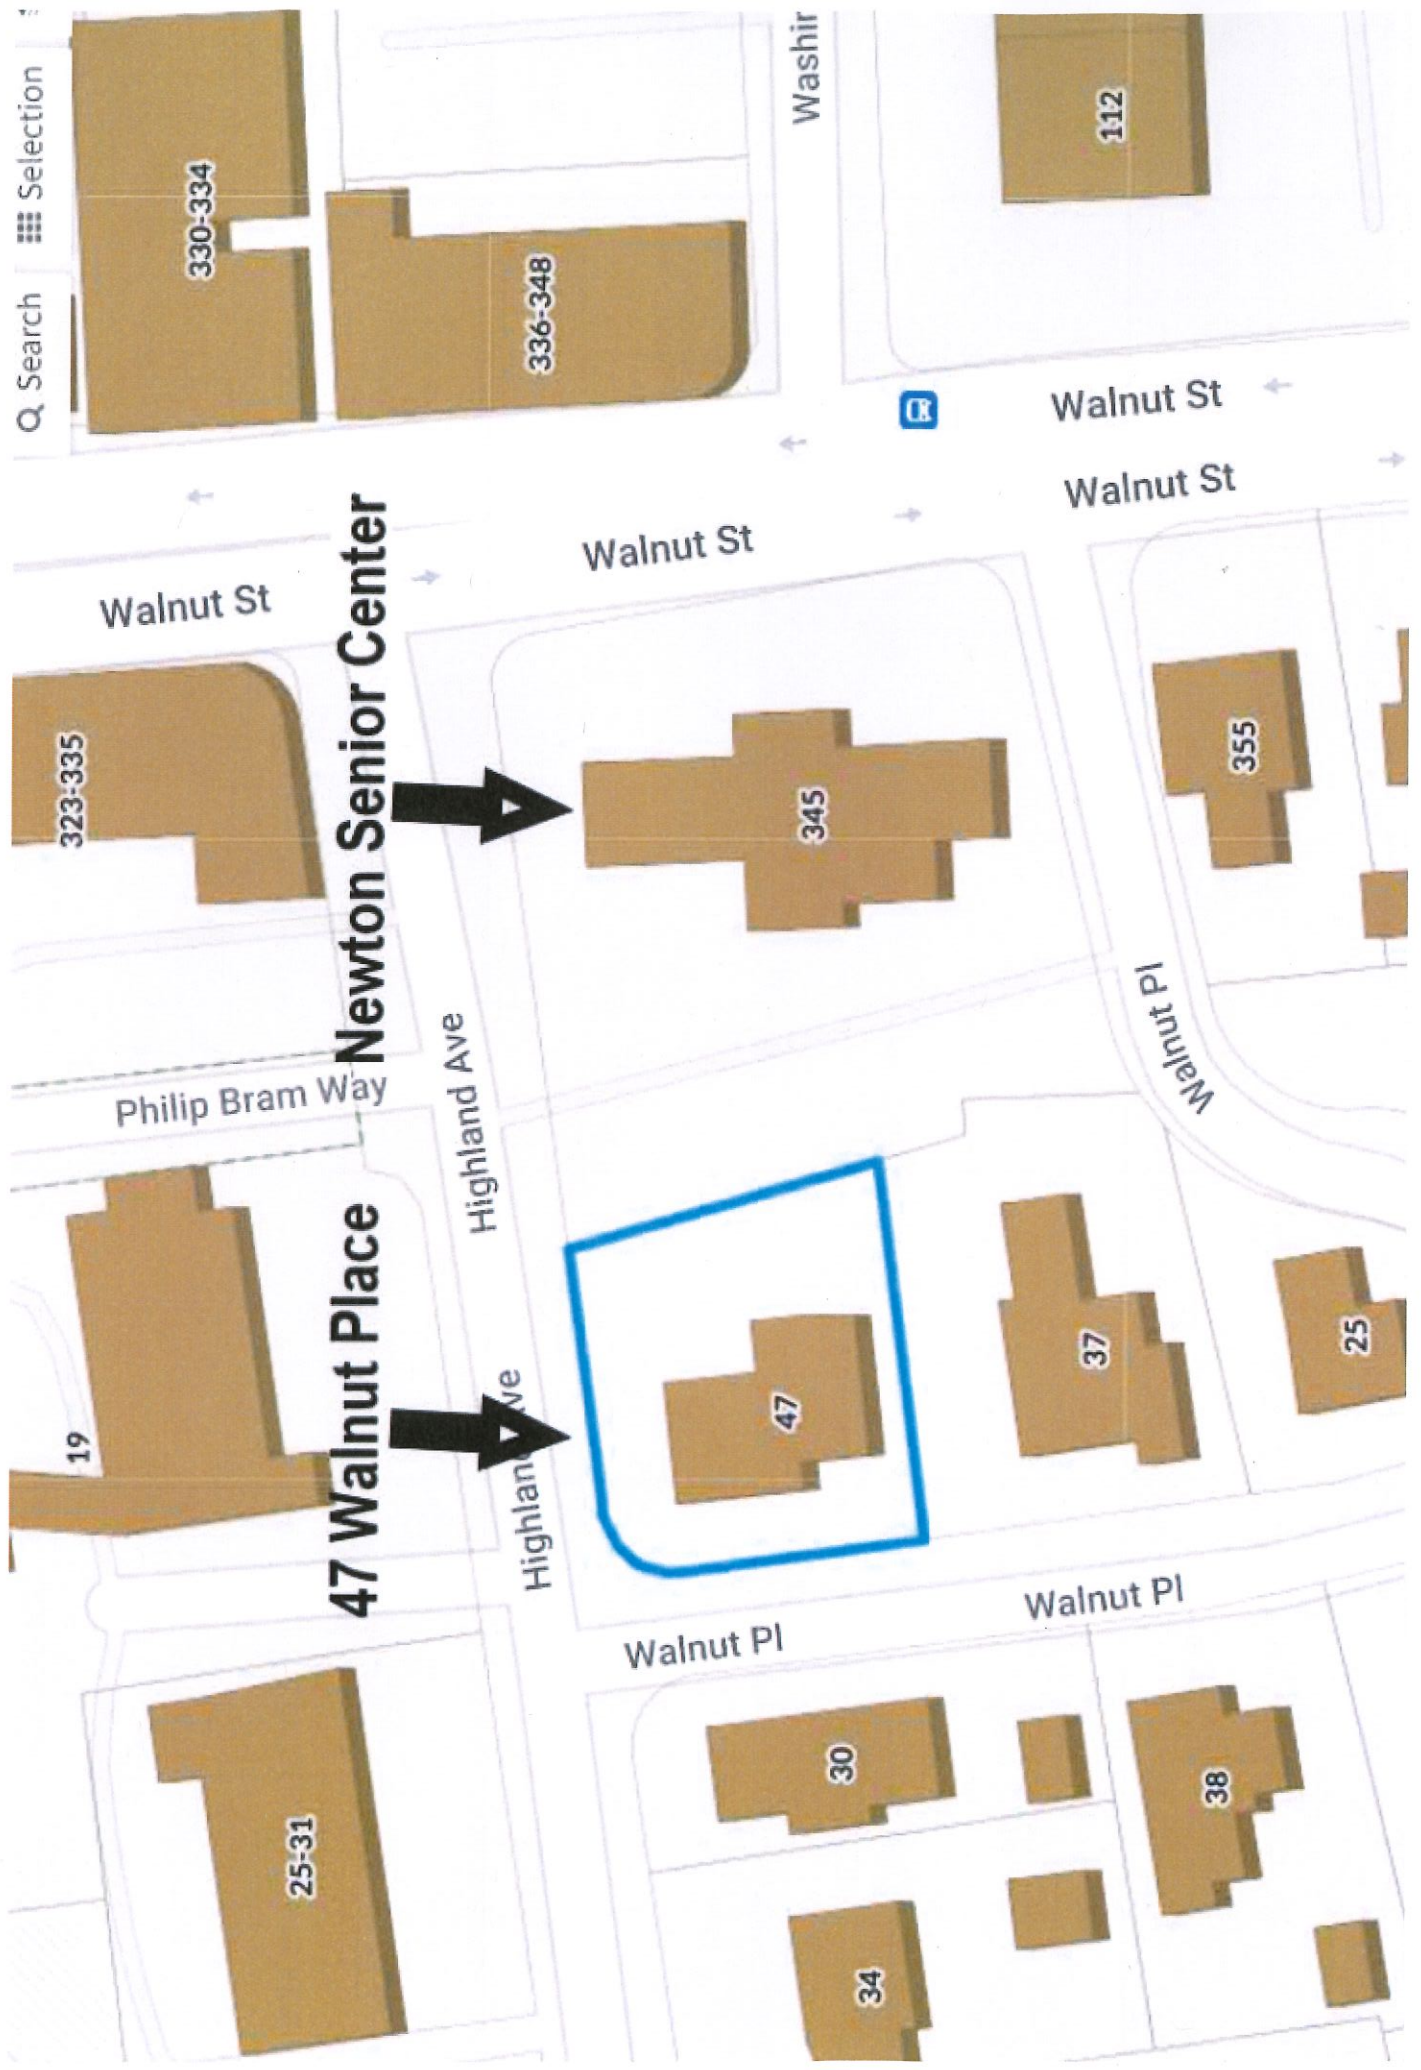 Search
Selection
330-334
336-348
Washin
112
Walnut St
Walnut St
Walnut St
Walnut St
47 Walnut Place
Newton Senior Center
323-335
345
355
Philip Bram Way
Highland Ave
Highland Ave
Walnut Pl
19
47
37
25
Walnut Pl
Walnut Pl
25-31
30
38
34